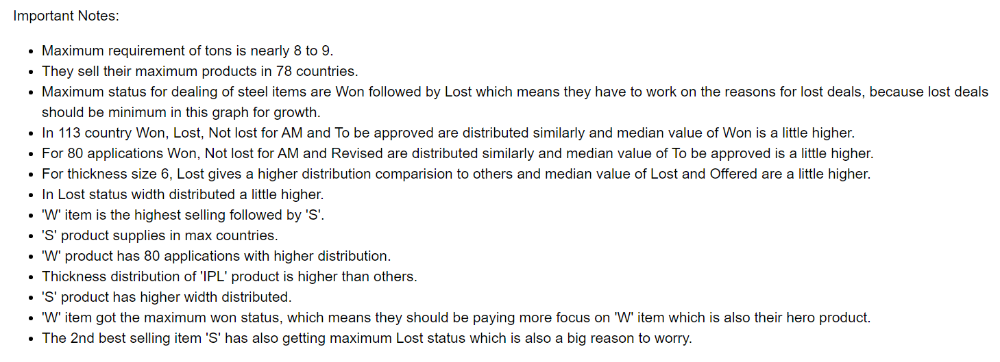 Important Notes:
• Maximum requirement of tons is nearly 8 to 9.
• They sell their maximum products in 78 countries.
• Maximum status for dealing of steel items are Won followed by Lost which means they have to work on the reasons for lost deals, because lost deals
should be minimum in this graph for growth.
• In 113 country Won, Lost, Not lost for AM and To be approved are distributed similarly and median value of Won is a little higher.
• For 80 applications Won, Not lost for AM and Revised are distributed similarly and median value of To be approved is a little higher.
• For thickness size 6, Lost gives a higher distribution comparision to others and median value of Lost and Offered are a little higher.
• In Lost status width distributed a little higher.
• 'W' item is the highest selling followed by 'S'.
• 'S' product supplies in max countries.
• 'W' product has 80 applications with higher distribution.
• Thickness distribution of 'IPL' product is higher than others.
• 'S' product has higher width distributed.
• 'W' item got the maximum won status, which means they should be paying more focus on 'W' item which is also their hero product.
• The 2nd best selling item 'S' has also getting maximum Lost status which is also a big reason to worry.